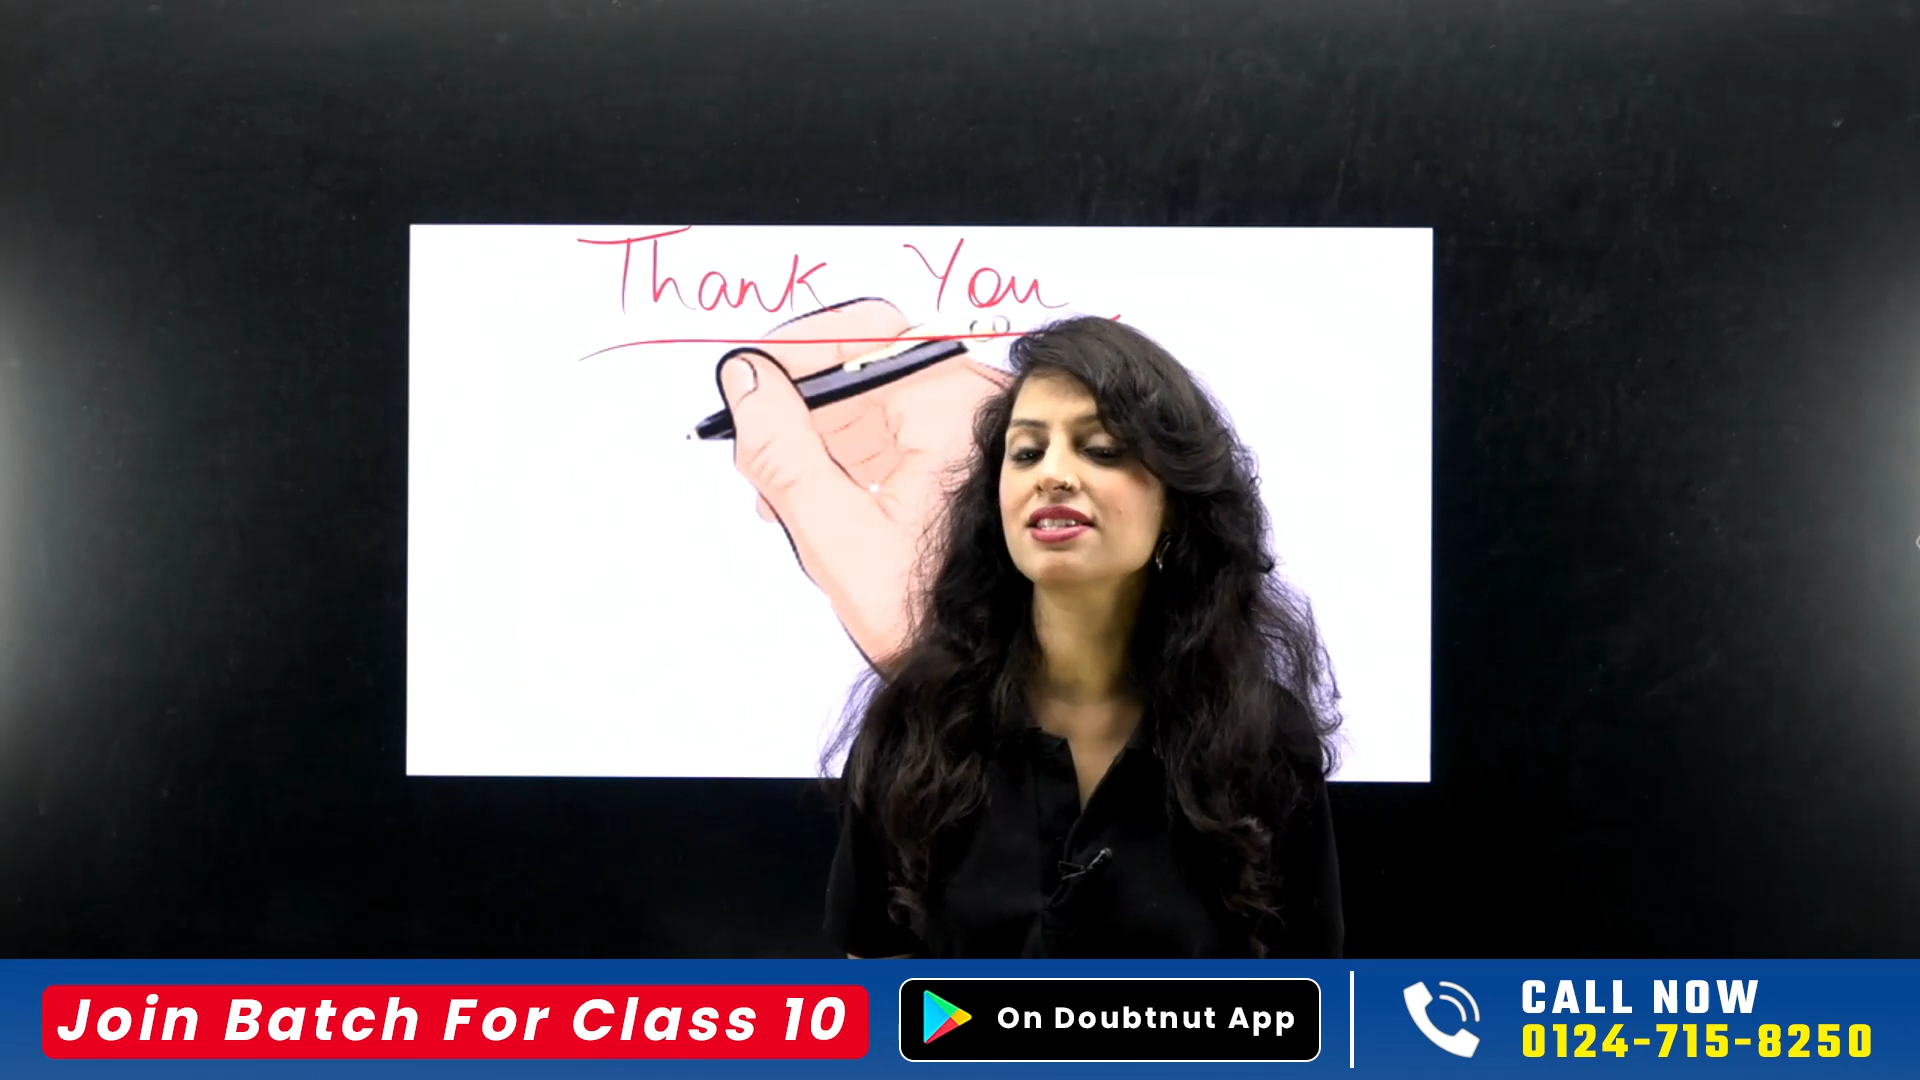 Thank You
Join Batch For Class 10
On Doubtnut App
CALL NOW
0124-715-8250